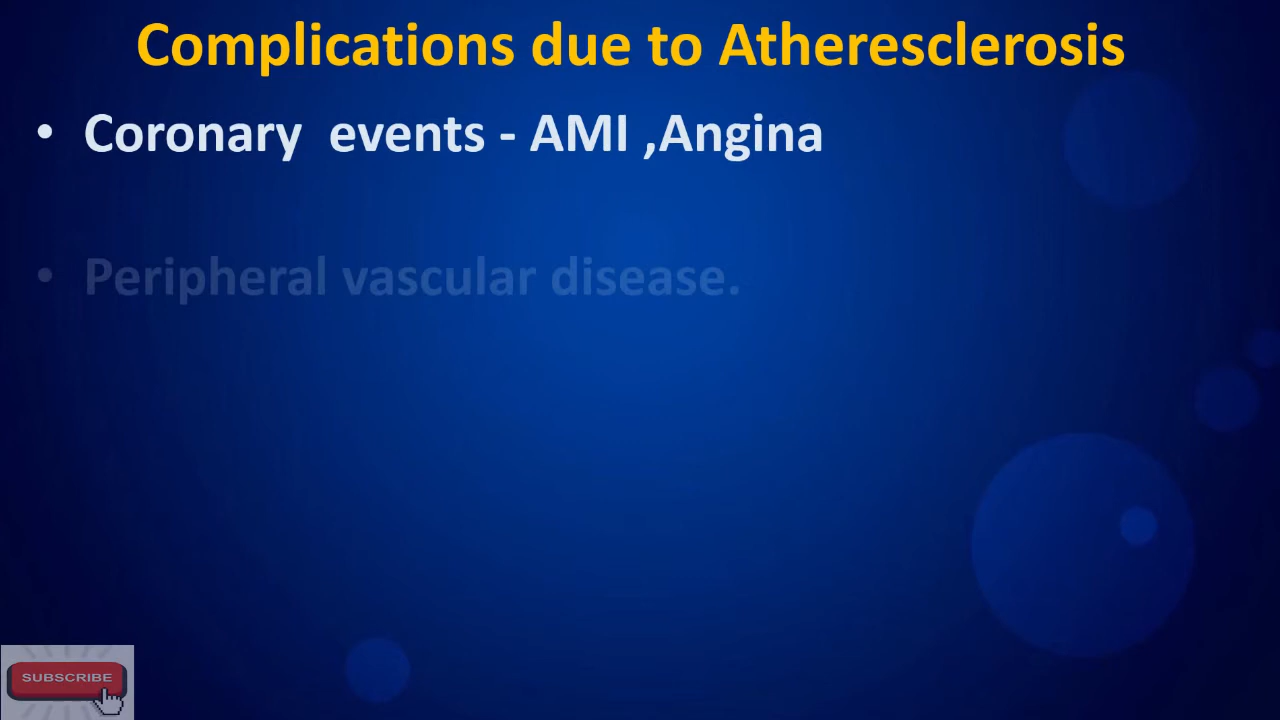 Complications due to Atheresclerosis
• Coronary events - AMI ,Angina
• Peripheral vascular disease.
SUBSCRIBE